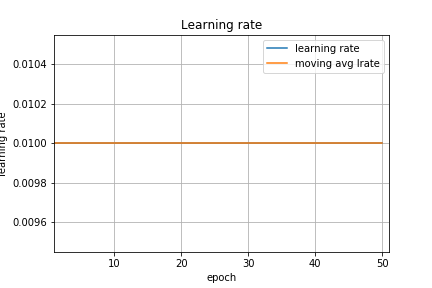 Learning rate
learning rate
moving avg lrate
0.0104
0.0102
0.0100
0.0098
0.0096
learning rate
10
20
30
40
50
epoch